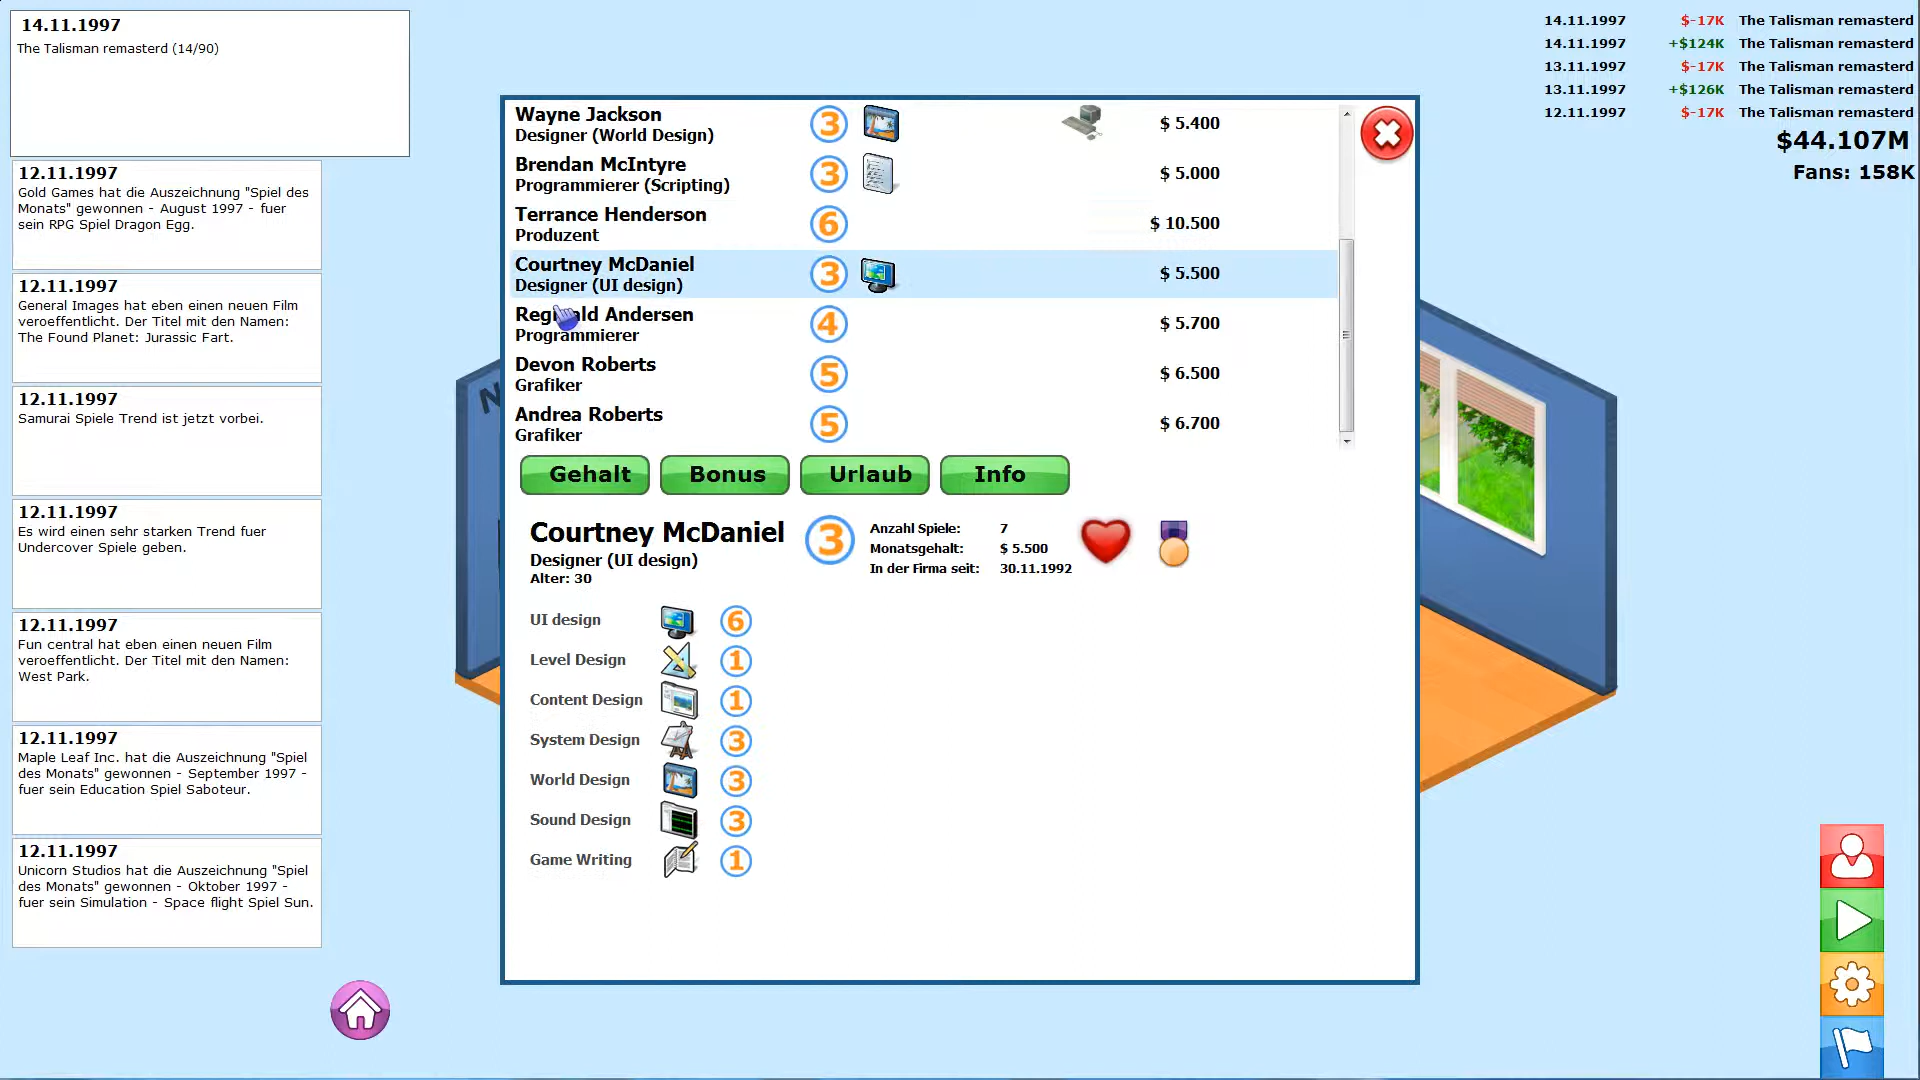 14.11.1997
The Talisman remasterd (14/90)
12.11.1997
Gold Games hat die Auszeichnung "Spiel des
Monats" gewonnen - August 1997 - fuer
sein RPG Spiel Dragon Egg.
12.11.1997
General Images hat eben einen neuen Film
veroeffentlicht. Der Titel mit den Namen:
The Found Planet: Jurassic Fart.
12.11.1997
Samurai Spiele Trend ist jetzt vorbei.
12.11.1997
Es wird einen sehr starken Trend fuer
Undercover Spiele geben.
12.11.1997
Fun central hat eben einen neuen Film
veroeffentlicht. Der Titel mit den Namen:
West Park.
12.11.1997
Maple Leaf Inc. hat die Auszeichnung "Spiel
des Monats" gewonnen - September 1997 -
fuer sein Education Spiel Saboteur.
12.11.1997
Unicorn Studios hat die Auszeichnung "Spiel
des Monats" gewonnen - Oktober 1997 -
fuer sein Simulation - Space flight Spiel Sun.
Wayne Jackson
Designer (World Design)
3
$ 5.400
Brendan McIntyre
Programmierer (Scripting)
3
$ 5.000
Terrance Henderson
Produzent
6
$ 10.500
Courtney McDaniel
Designer (UI design)
3
$ 5.500
Andersen
Programmierer
4
$ 5.700
Devon Roberts
Grafiker
5
$ 6.500
Andrea Roberts
Grafiker
5
$ 6.700
Gehalt
Bonus
Urlaub
Info
Courtney McDaniel
Designer (UI design)
Alter: 30
3
Anzahl Spiele: 7
Monatsgehalt: $ 5.500
In der Firma seit: 30.11.1992
UI design 6
Level Design 1
Content Design 1
System Design 3
World Design 3
Sound Design 3
Game Writing 1
14.11.1997 $-17K The Talisman remasterd
14.11.1997 +$124K The Talisman remasterd
13.11.1997 $-17K The Talisman remasterd
13.11.1997 +$126K The Talisman remasterd
12.11.1997 $-17K The Talisman remasterd
$44.107M
Fans: 158K